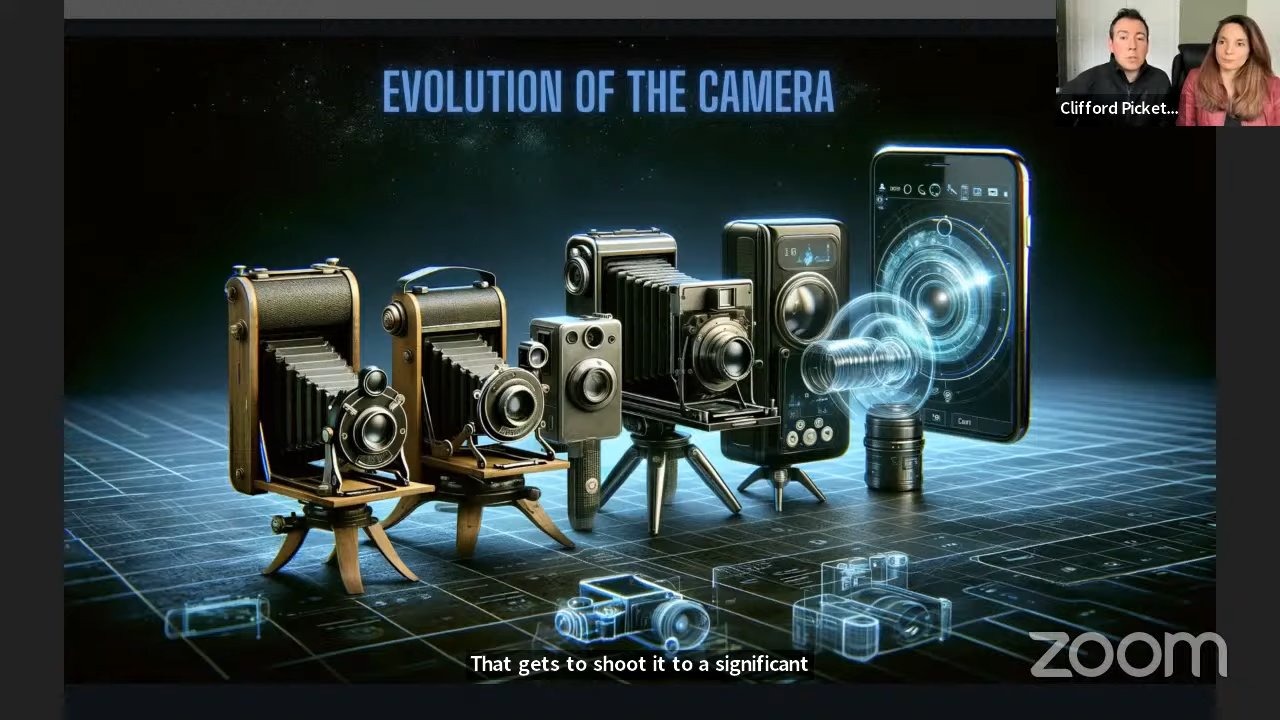 EVOLUTION OF THE CAMERA
Clifford Picket...
That gets to shoot it to a significant
zoom